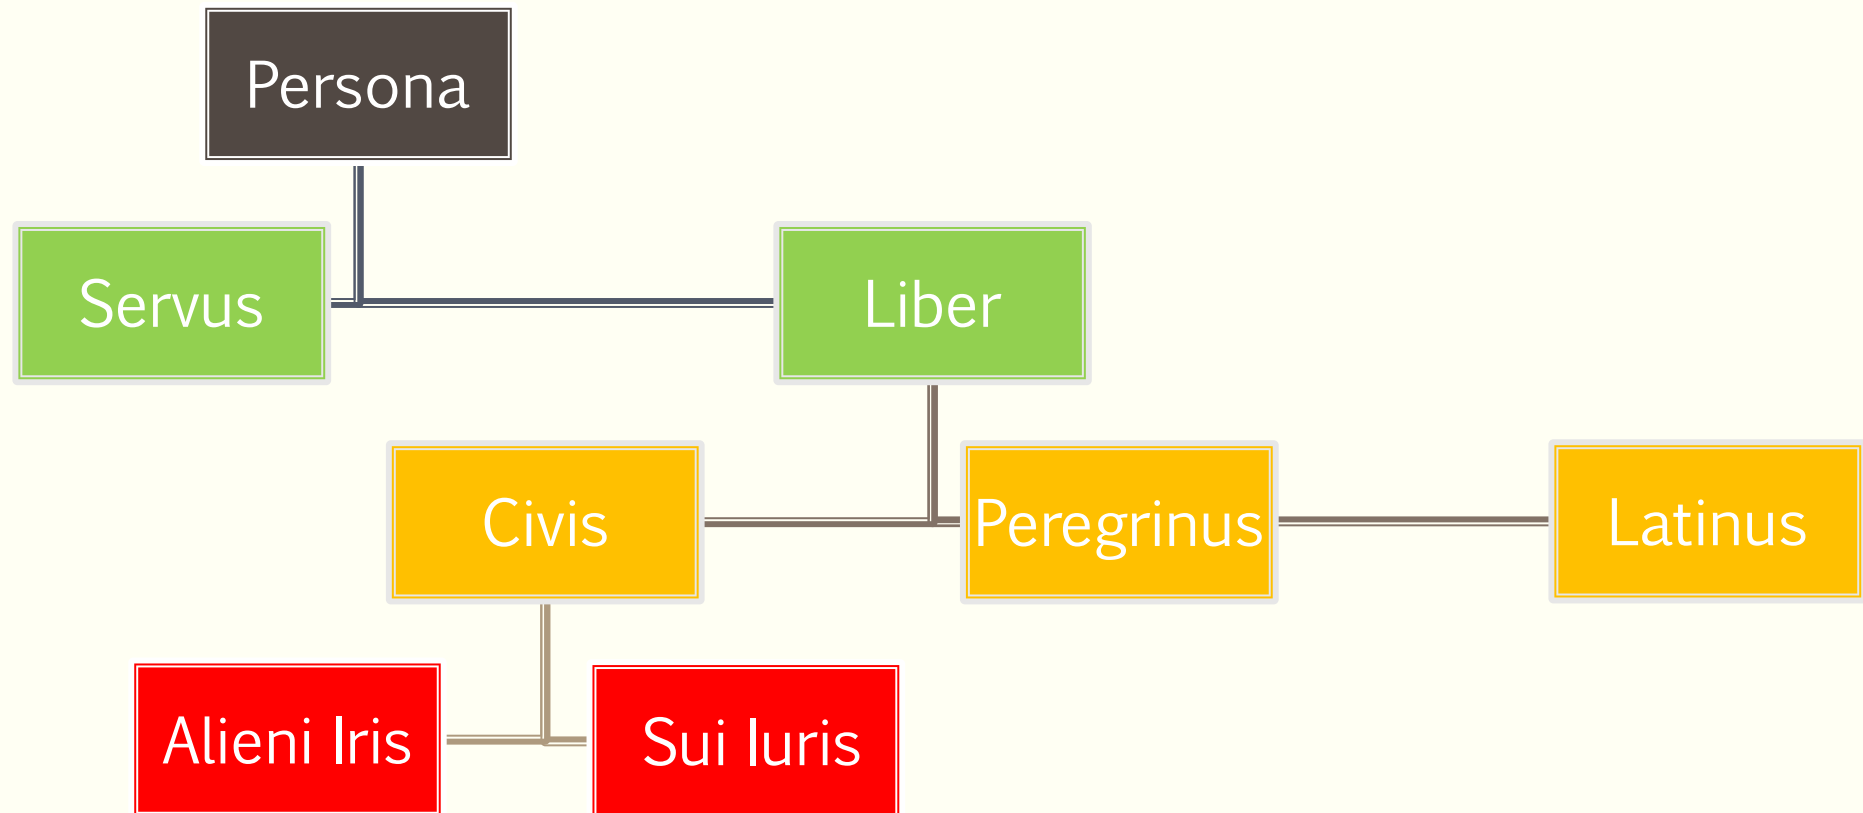 Persona
Servus
Liber
Civis
Peregrinus
Latinus
Alieni Iris
Sui Iuris